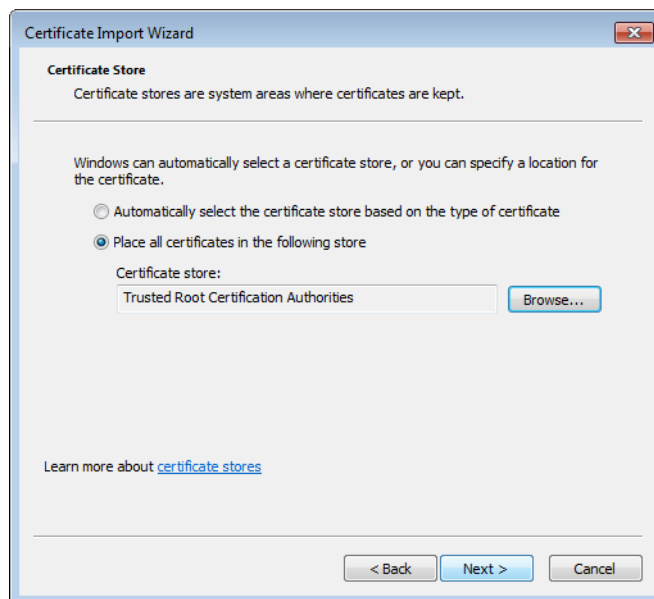 Certificate Import Wizard
Certificate Store
Certificate stores are system areas where certificates are kept.
Windows can automatically select a certificate store, or you can specify a location for
the certificate.
Automatically select the certificate store based on the type of certificate
Place all certificates in the following store
Certificate store:
Trusted Root Certification Authorities
Browse...
Learn more about certificate stores
< Back
Next >
Cancel